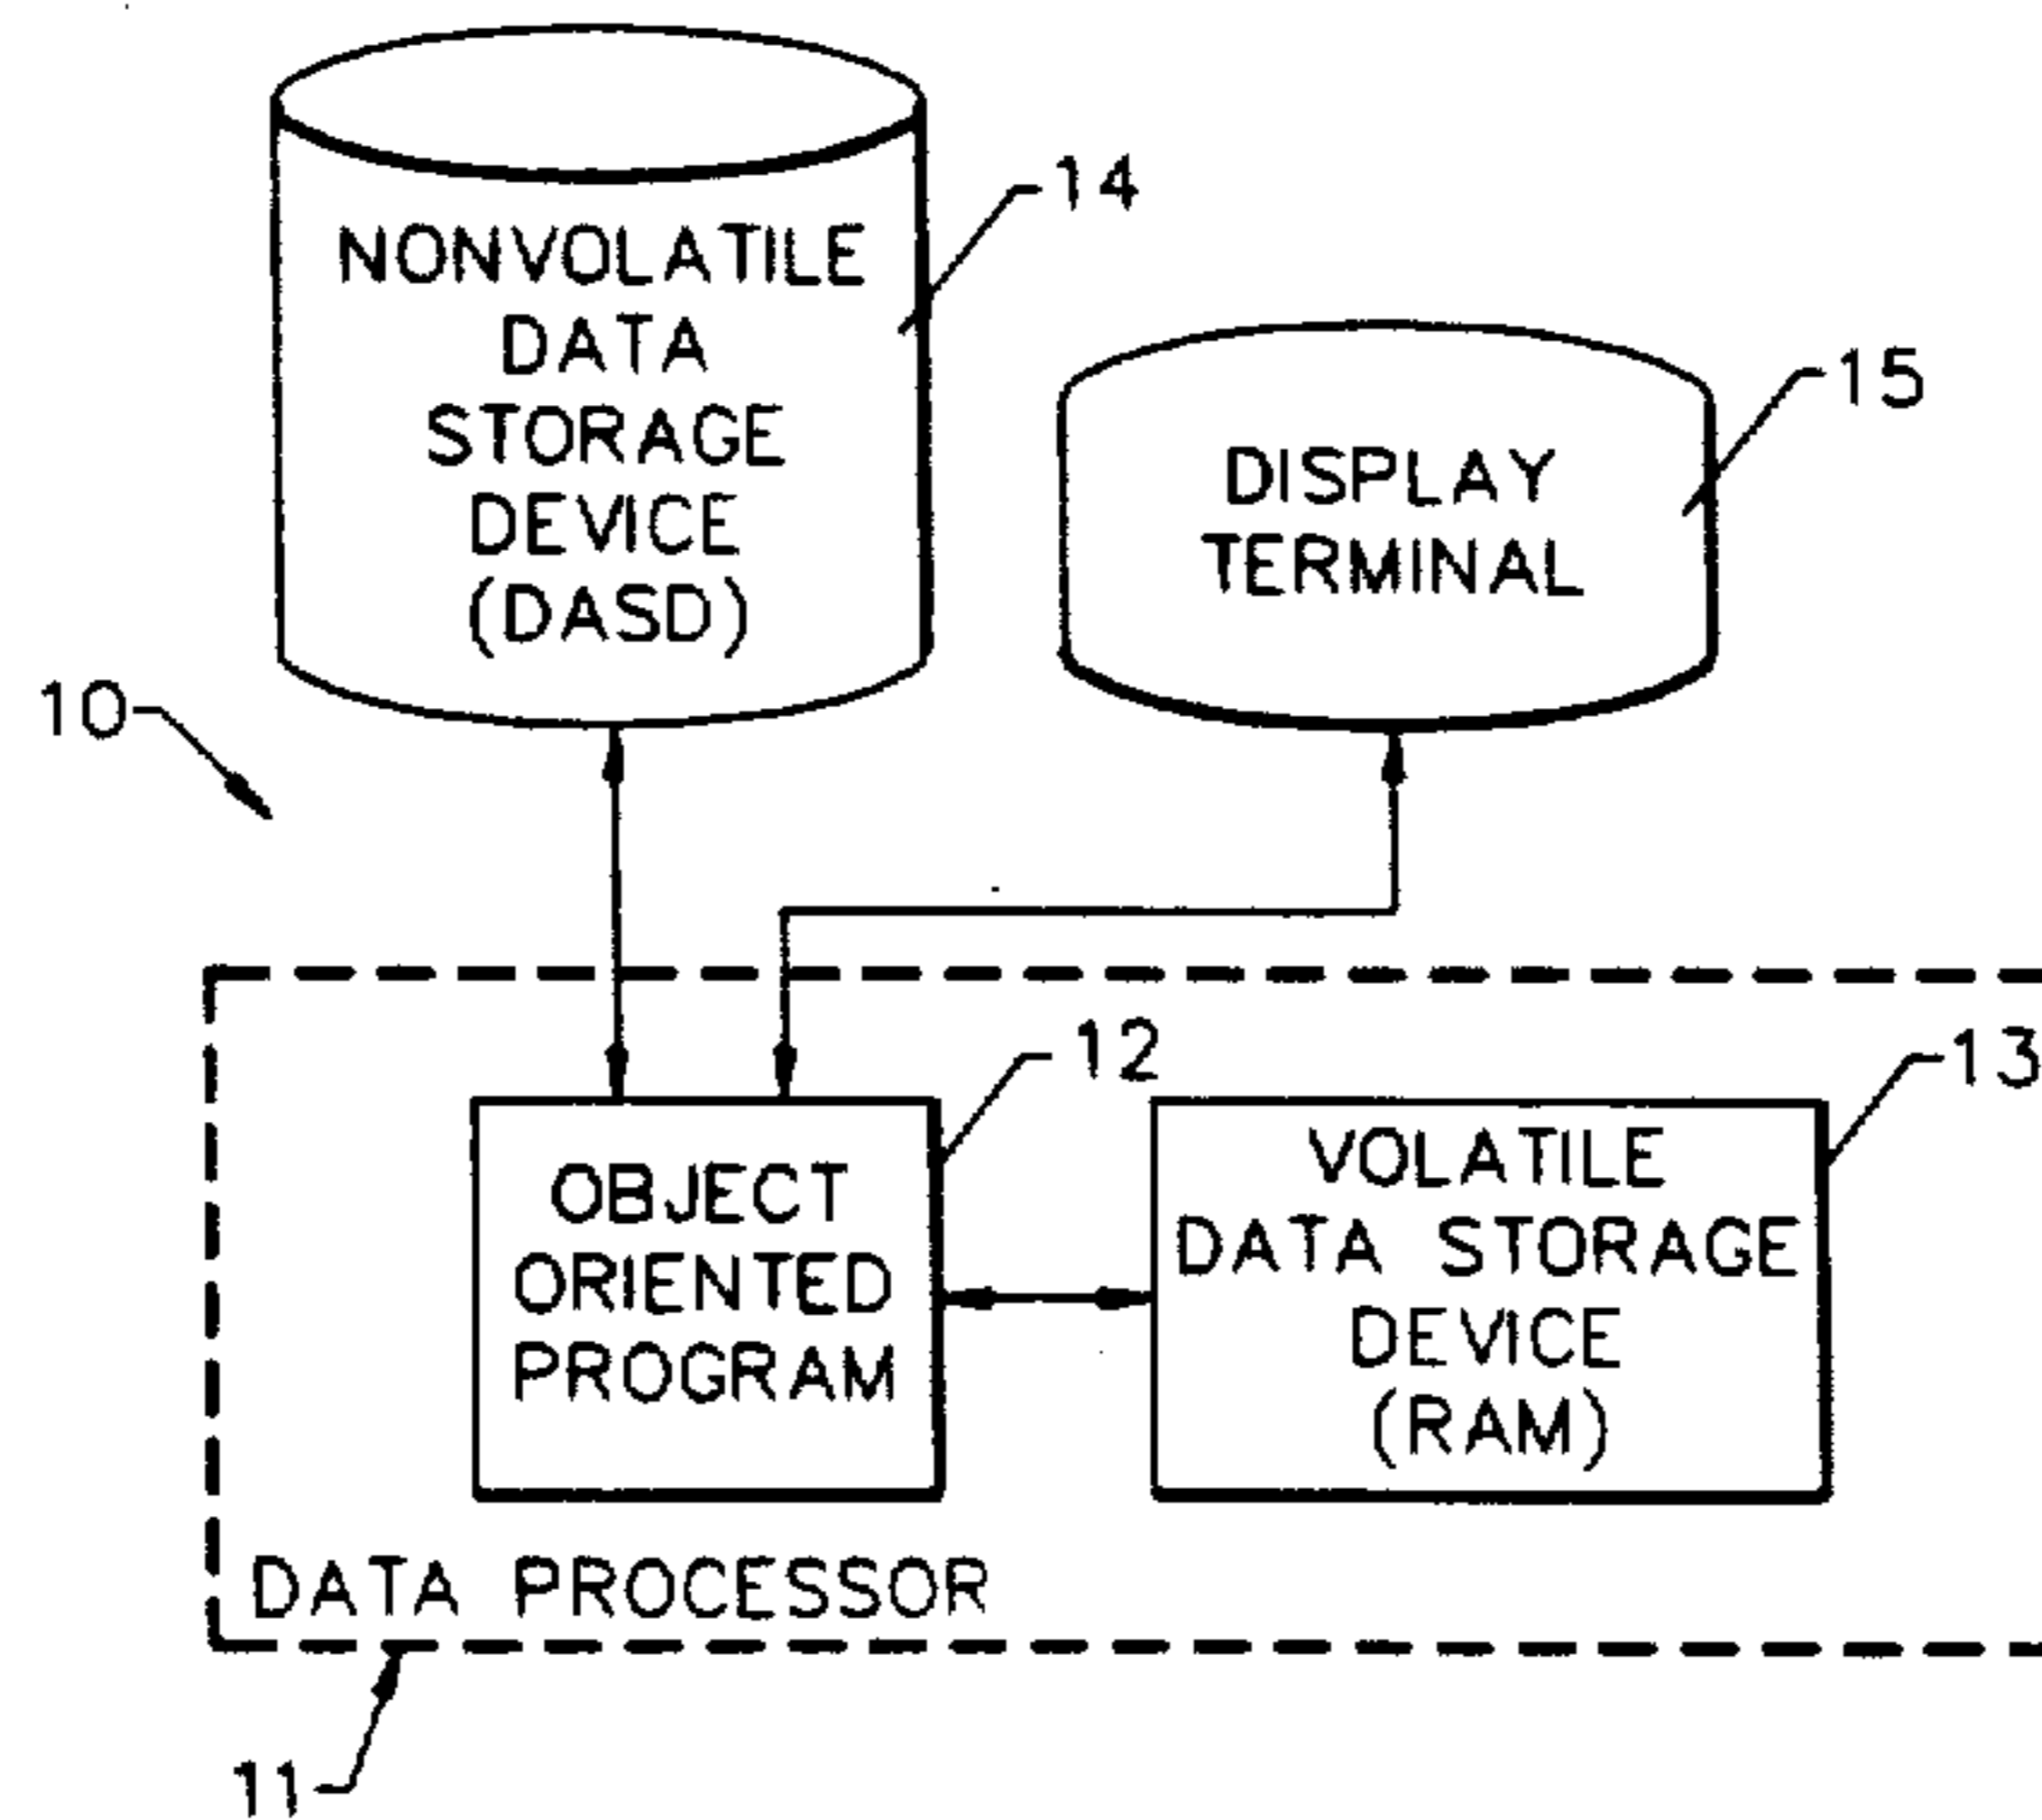 14
NONVOLATILE
DATA
STORAGE
DEVICE
(DASD)
15
DISPLAY
TERMINAL
10
12
13
OBJECT
ORIENTED
PROGRAM
VOLATILE
DATA STORAGE
DEVICE
(RAM)
DATA PROCESSOR
11